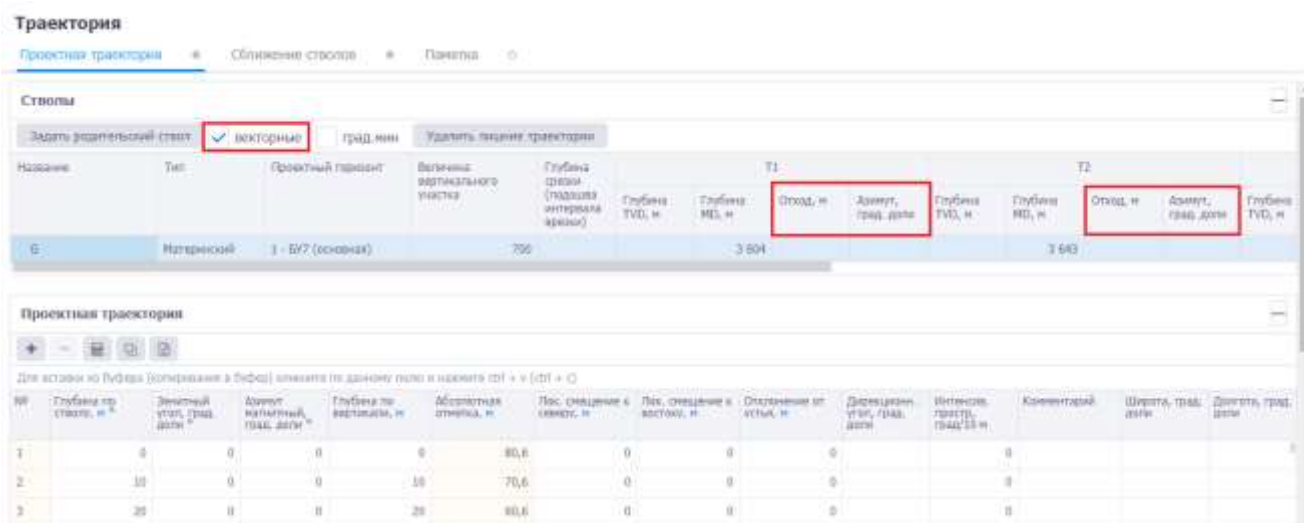 Траектория
Проектная траектория Сближение стволов Памятка
Стволы
Задать родительский ствол векторные град.мин Удалить лишние траектории
Название Тип Проектный горизонт Величина вертикального участка Глубина срезки (подошва интервала врезки) Т1 Т2
Глубина TVD, м Глубина MD, м Отход, м Азимут, град. доли Глубина TVD, м Глубина MD, м Отход, м Азимут, град. доли Глубина TVD, м
G Материнский 1 - БУ7 (основная) 700 3 604 3 643
Проектная траектория
Для вставки из буфера (копирования в буфер) кликните по данному полю и нажмите ctrl + v (ctrl + c)
№ Глубина по стволу, м * Зенитный угол, град. доли * Азимут магнитный, град. доли * Глубина по вертикали, м Абсолютная отметка, м Лок. смещение к северу, м Лок. смещение к востоку, м Отклонение от устья, м Дирекционн. угол, град. доли Интенсив. простр, град/10 м Комментарий Широта, град. доли Долгота, град. доли
1 0 0 0 0 80,6 0 0 0 0
2 10 0 0 10 70,6 0 0 0 0
3 20 0 0 20 60,6 0 0 0 0